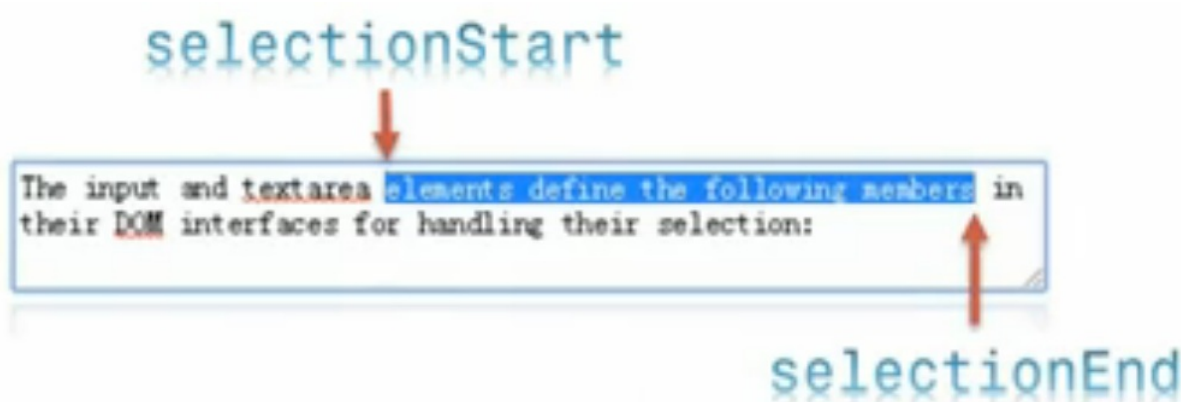 selectionStart
The input and textarea elements define the following members in
their DOM interfaces for handling their selection:
selectionEnd